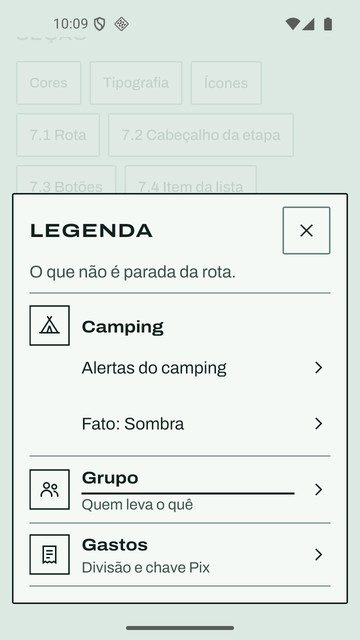 10:09
SEÇÃO
Cores
Tipografia
Ícones
7.1 Rota
7.2 Cabeçalho da etapa
7.3 Botões
7.4 Item da lista
LEGENDA
O que não é parada da rota.
Camping
Alertas do camping
Fato: Sombra
Grupo
Quem leva o quê
Gastos
Divisão e chave Pix